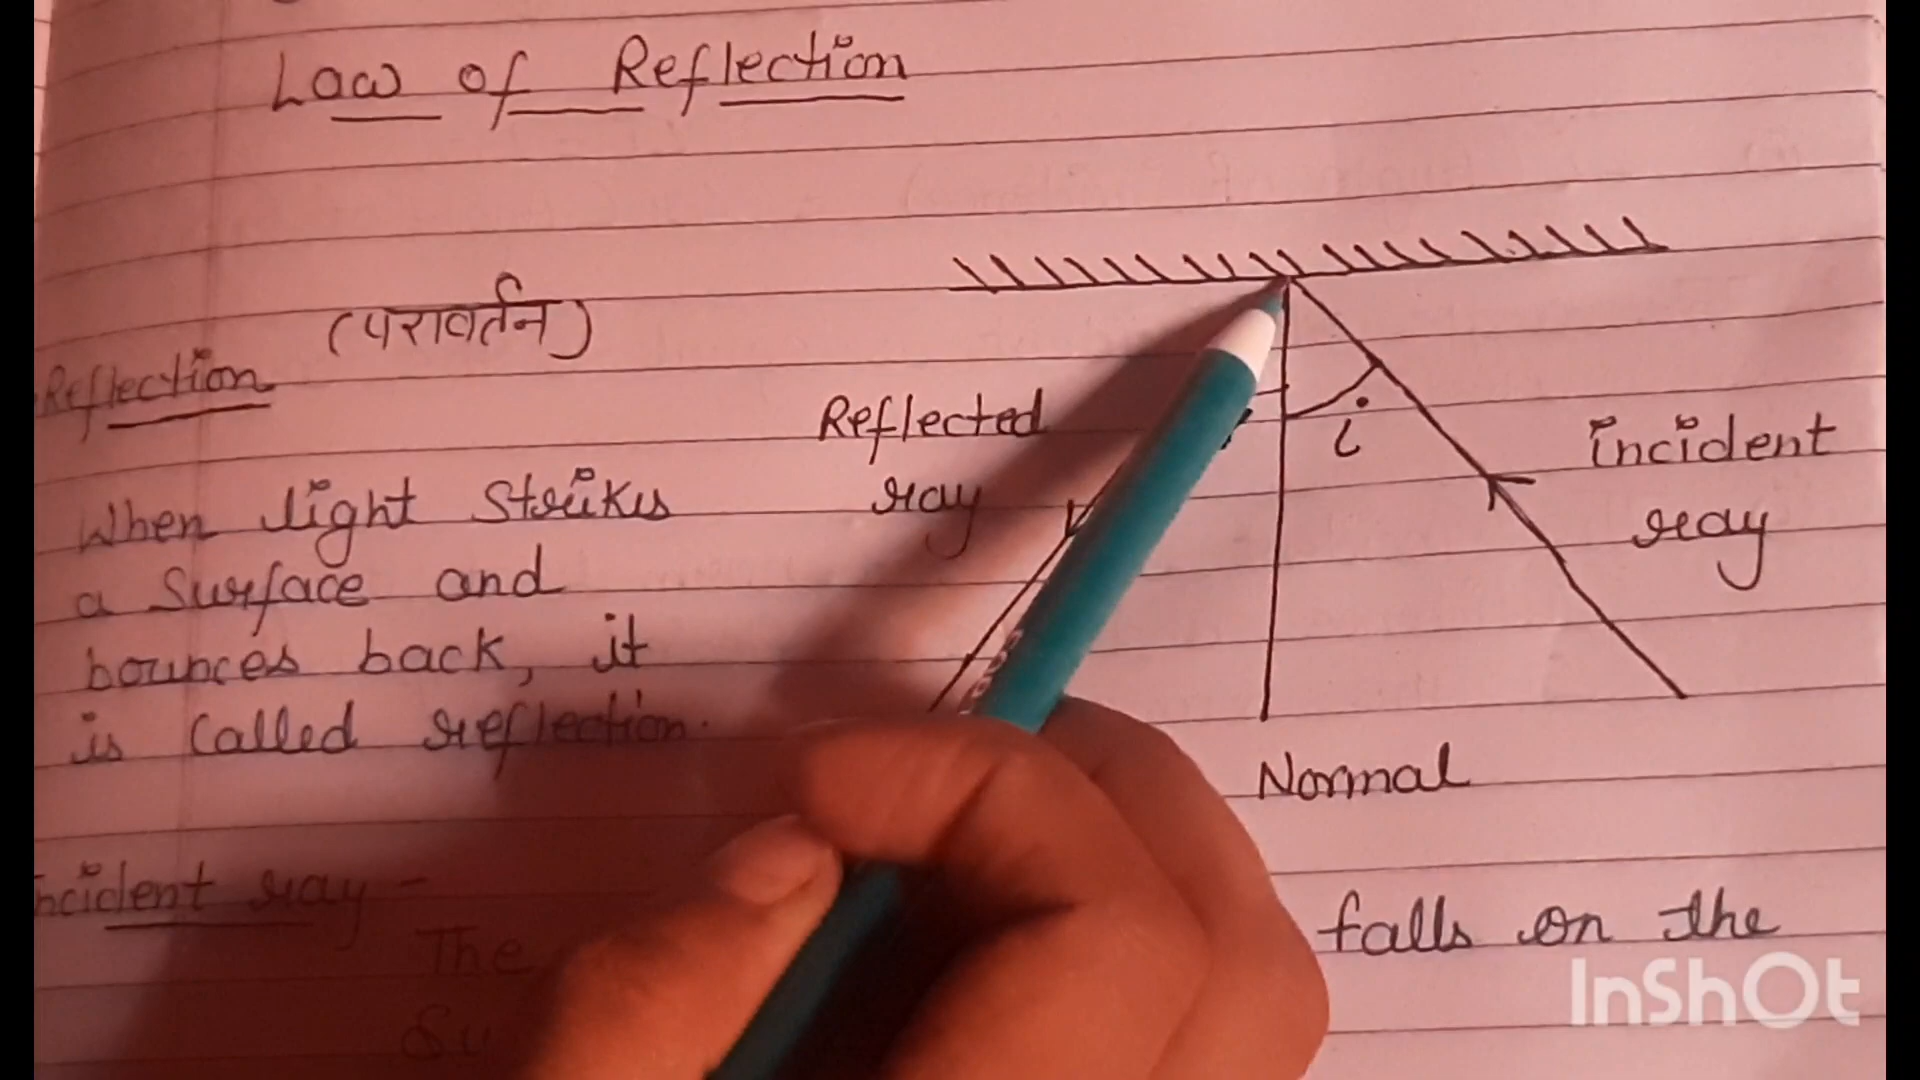 Law of Reflection
(परावर्तन)
Reflection
When light strikes
a Surface and
bounces back, it
is Called reflection.
Reflected
ray
i
incident
ray
Normal
incident ray -
The
falls on the
InShOt